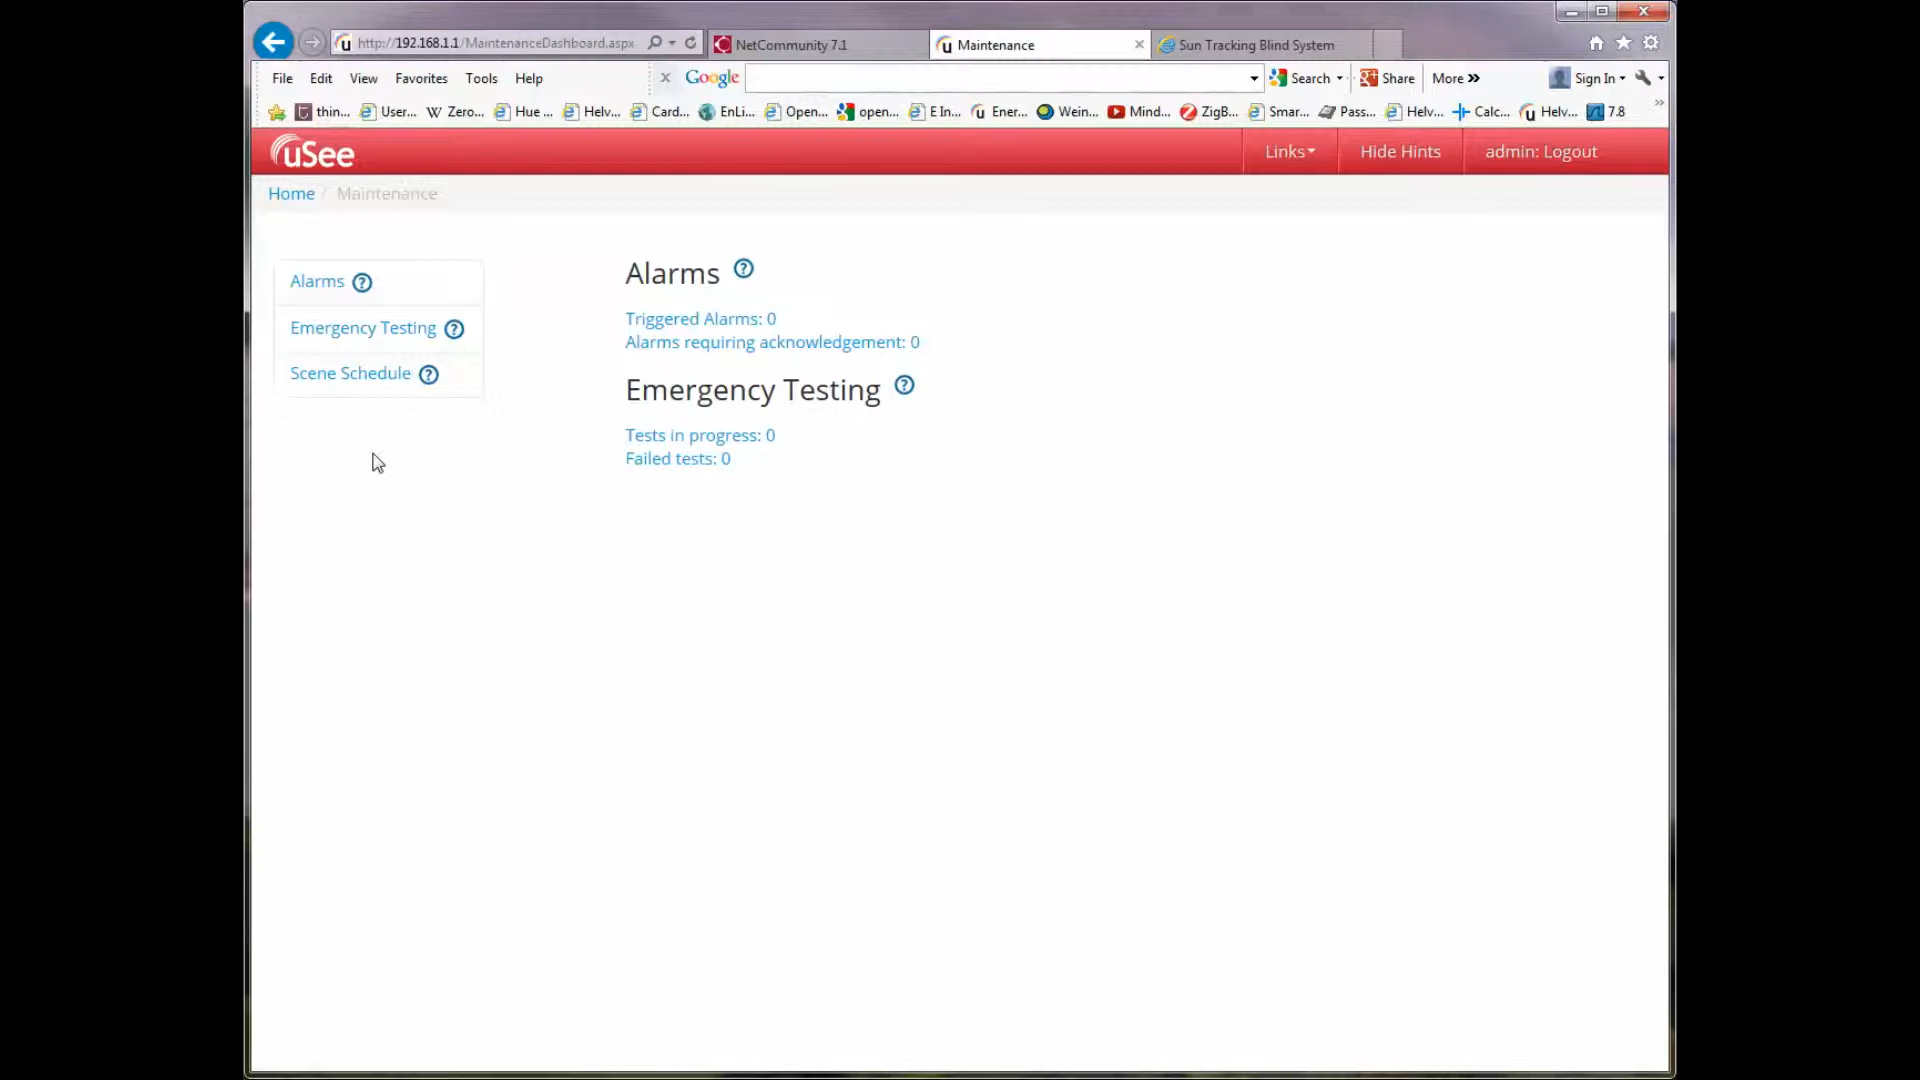 http://192.168.1.1/MaintenanceDashboard.aspx
NetCommunity 7.1
Maintenance
Sun Tracking Blind System
File Edit View Favorites Tools Help
x Google Search Share More » Sign In
thin... User... Zero... Hue ... Helv... Card... EnLi... Open... open... E In... Ener... Wein... Mind... ZigB... Smar... Pass... Helv... Calc... Helv... 7.8
uSee
Links Hide Hints admin: Logout
Home / Maintenance
Alarms ?
Emergency Testing ?
Scene Schedule ?
Alarms ?
Triggered Alarms: 0
Alarms requiring acknowledgement: 0
Emergency Testing ?
Tests in progress: 0
Failed tests: 0